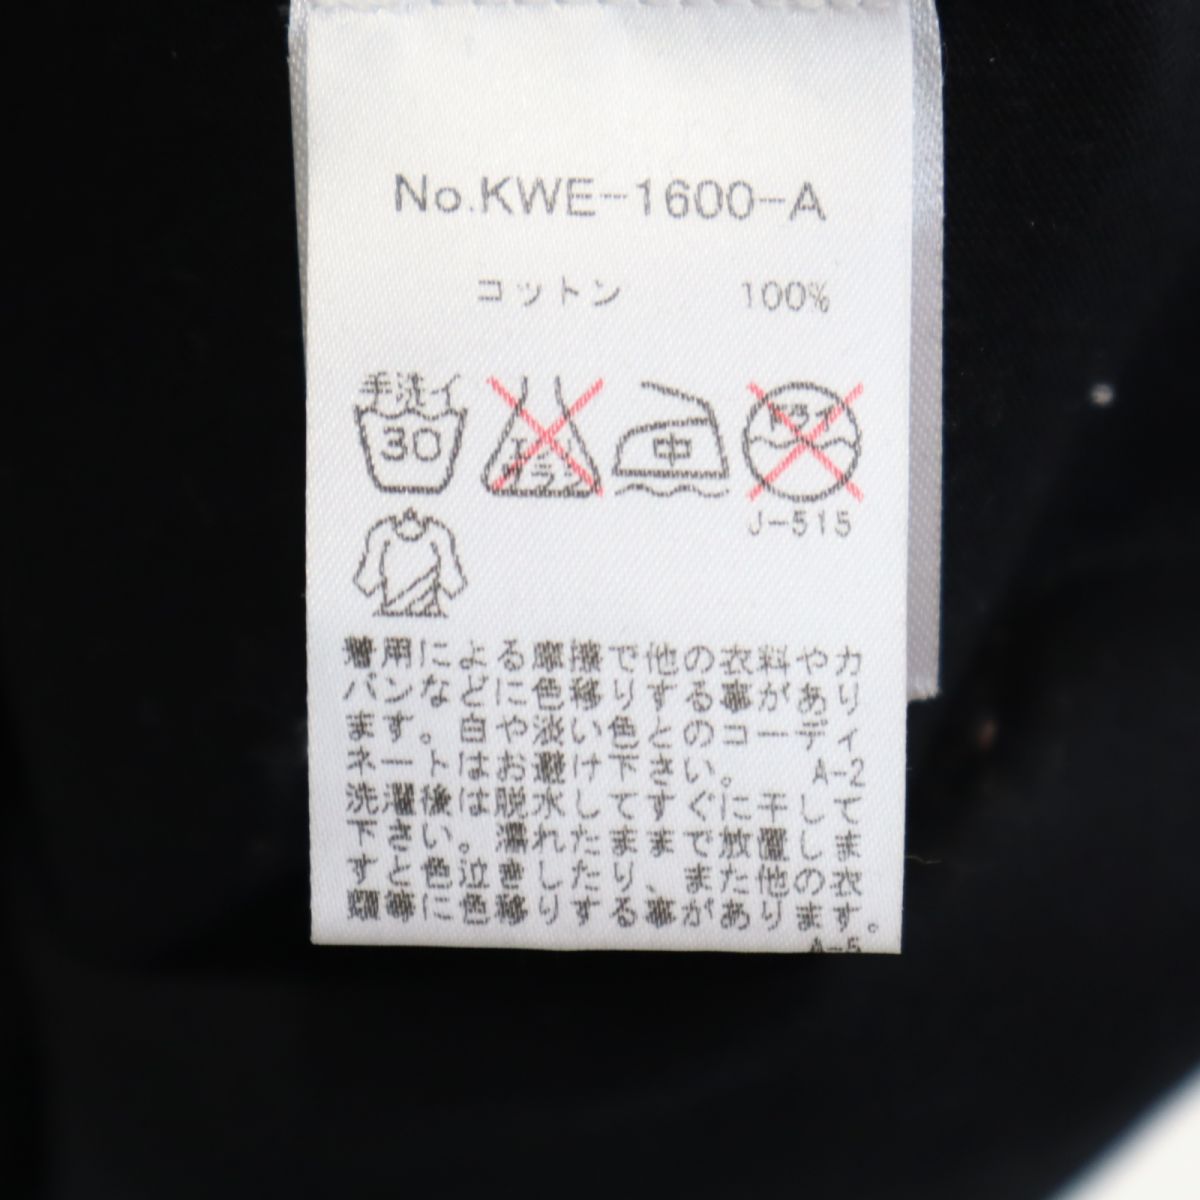 No.KWE-1600-A
コットン 100%
手洗イ
30
エンソ
サラシ
中
ドライ
J-515
着用による摩擦で他の衣料やカ
バンなどに色移りする事があり
ます。白や淡い色とのコーディ
ネートはお避け下さい。 A-2
洗濯後は脱水してすぐに干して
下さい。濡れたままで放置しま
すと色泣きしたり、また他の衣
類等に色移りする事があります。
A-5